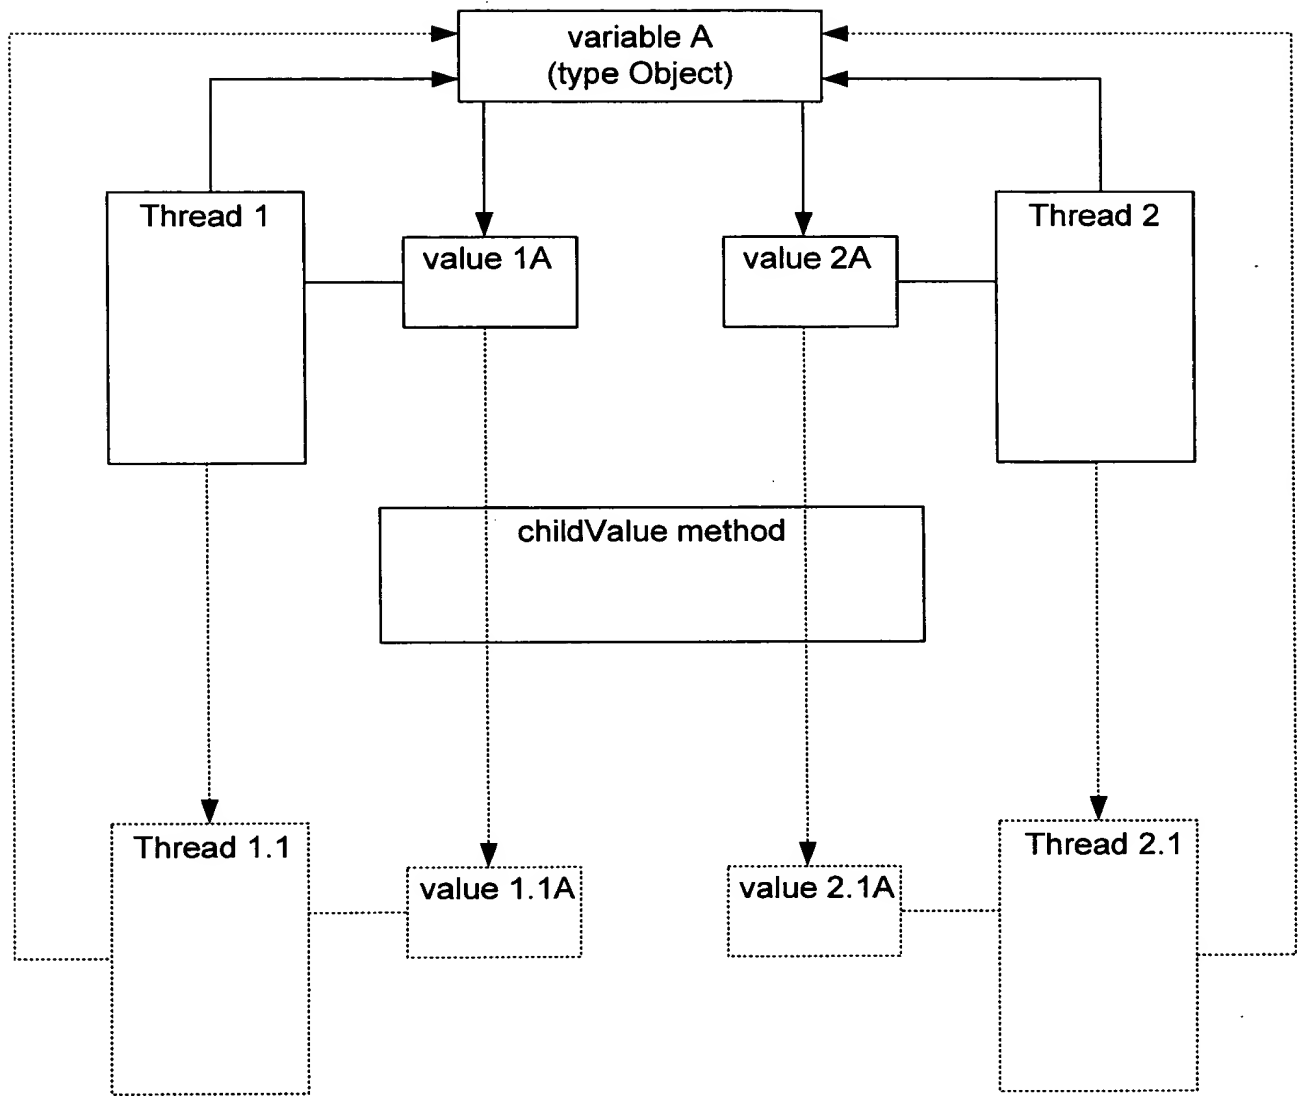 variable A
(type Object)
Thread 1
Thread 2
value 1A
value 2A
childValue method
Thread 1.1
Thread 2.1
value 1.1A
value 2.1A